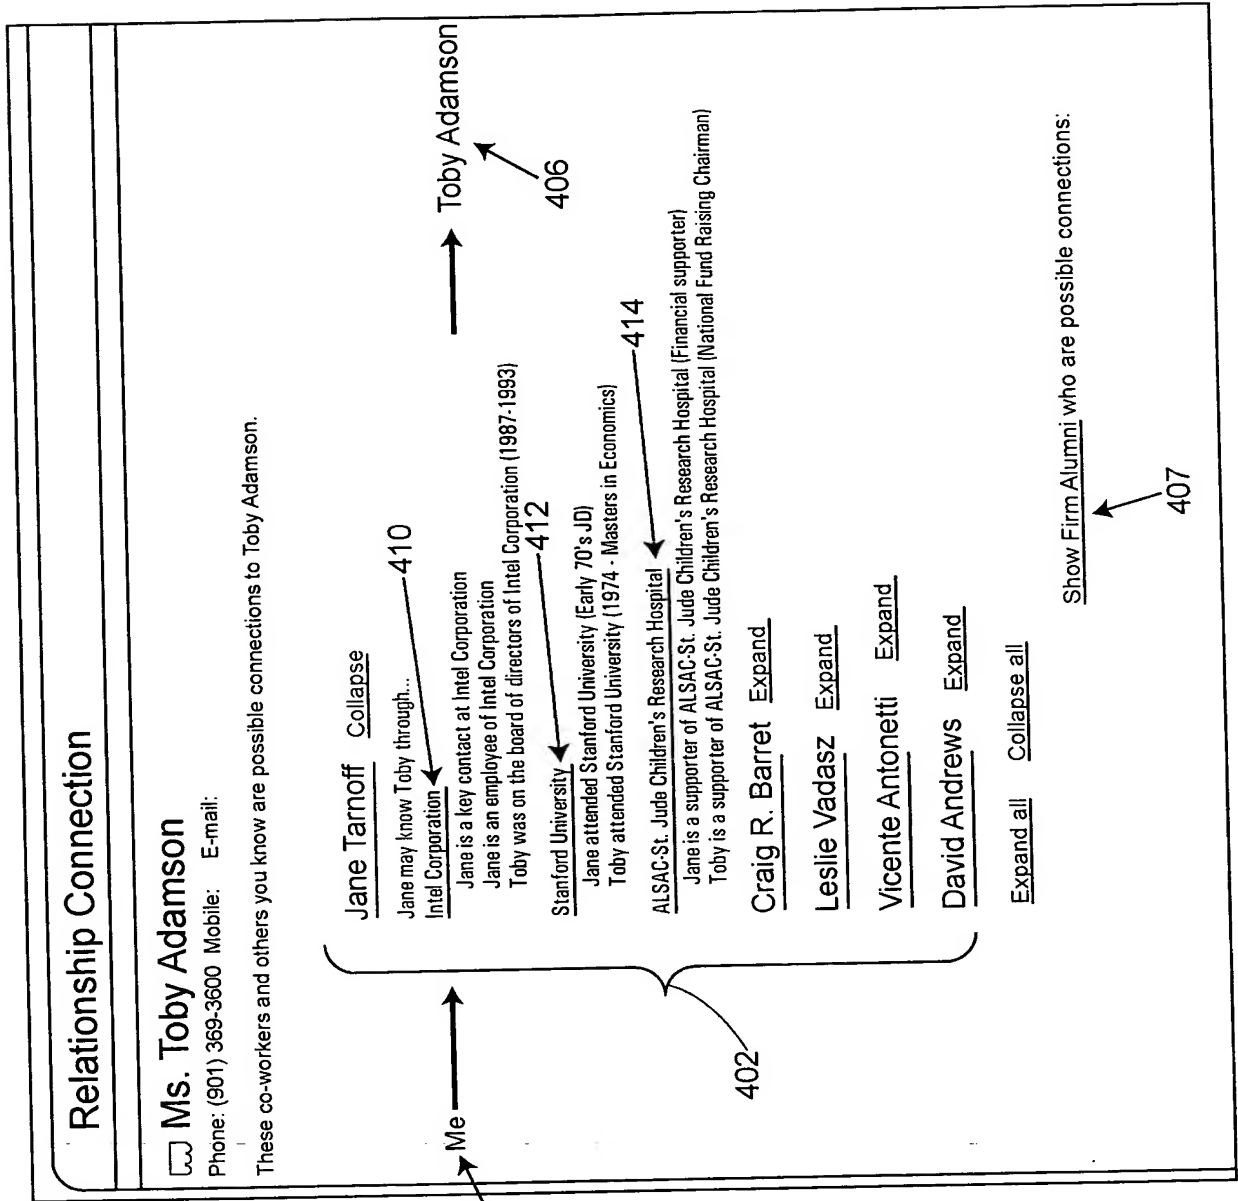 Relationship Connection
Ms. Toby Adamson
Phone: (901) 369-3600 Mobile: E-mail:
These co-workers and others you know are possible connections to Toby Adamson.
Me
Jane Tarnoff Collapse
Jane may know Toby through...
Intel Corporation
410
Jane is a key contact at Intel Corporation
Jane is an employee of Intel Corporation
Toby was on the board of directors of Intel Corporation (1987-1993)
Toby Adamson
406
Stanford University
412
Jane attended Stanford University (Early 70's JD)
Toby attended Stanford University (1974 - Masters in Economics)
ALSAC-St. Jude Children's Research Hospital
414
Jane is a supporter of ALSAC-St. Jude Children's Research Hospital (Financial supporter)
Toby is a supporter of ALSAC-St. Jude Children's Research Hospital (National Fund Raising Chairman)
402
Craig R. Barret Expand
Leslie Vadasz Expand
Vicente Antonetti Expand
David Andrews Expand
Expand all Collapse all
Show Firm Alumni who are possible connections:
407